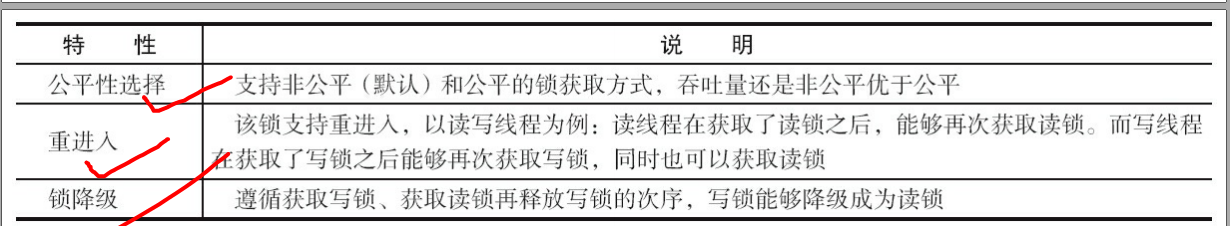 特 性 说 明
公平性选择 支持非公平（默认）和公平的锁获取方式，吞吐量还是非公平优于公平
重进入 该锁支持重进入，以读写线程为例：读线程在获取了读锁之后，能够再次获取读锁。而写线程
在获取了写锁之后能够再次获取写锁，同时也可以获取读锁
锁降级 遵循获取写锁、获取读锁再释放写锁的次序，写锁能够降级成为读锁